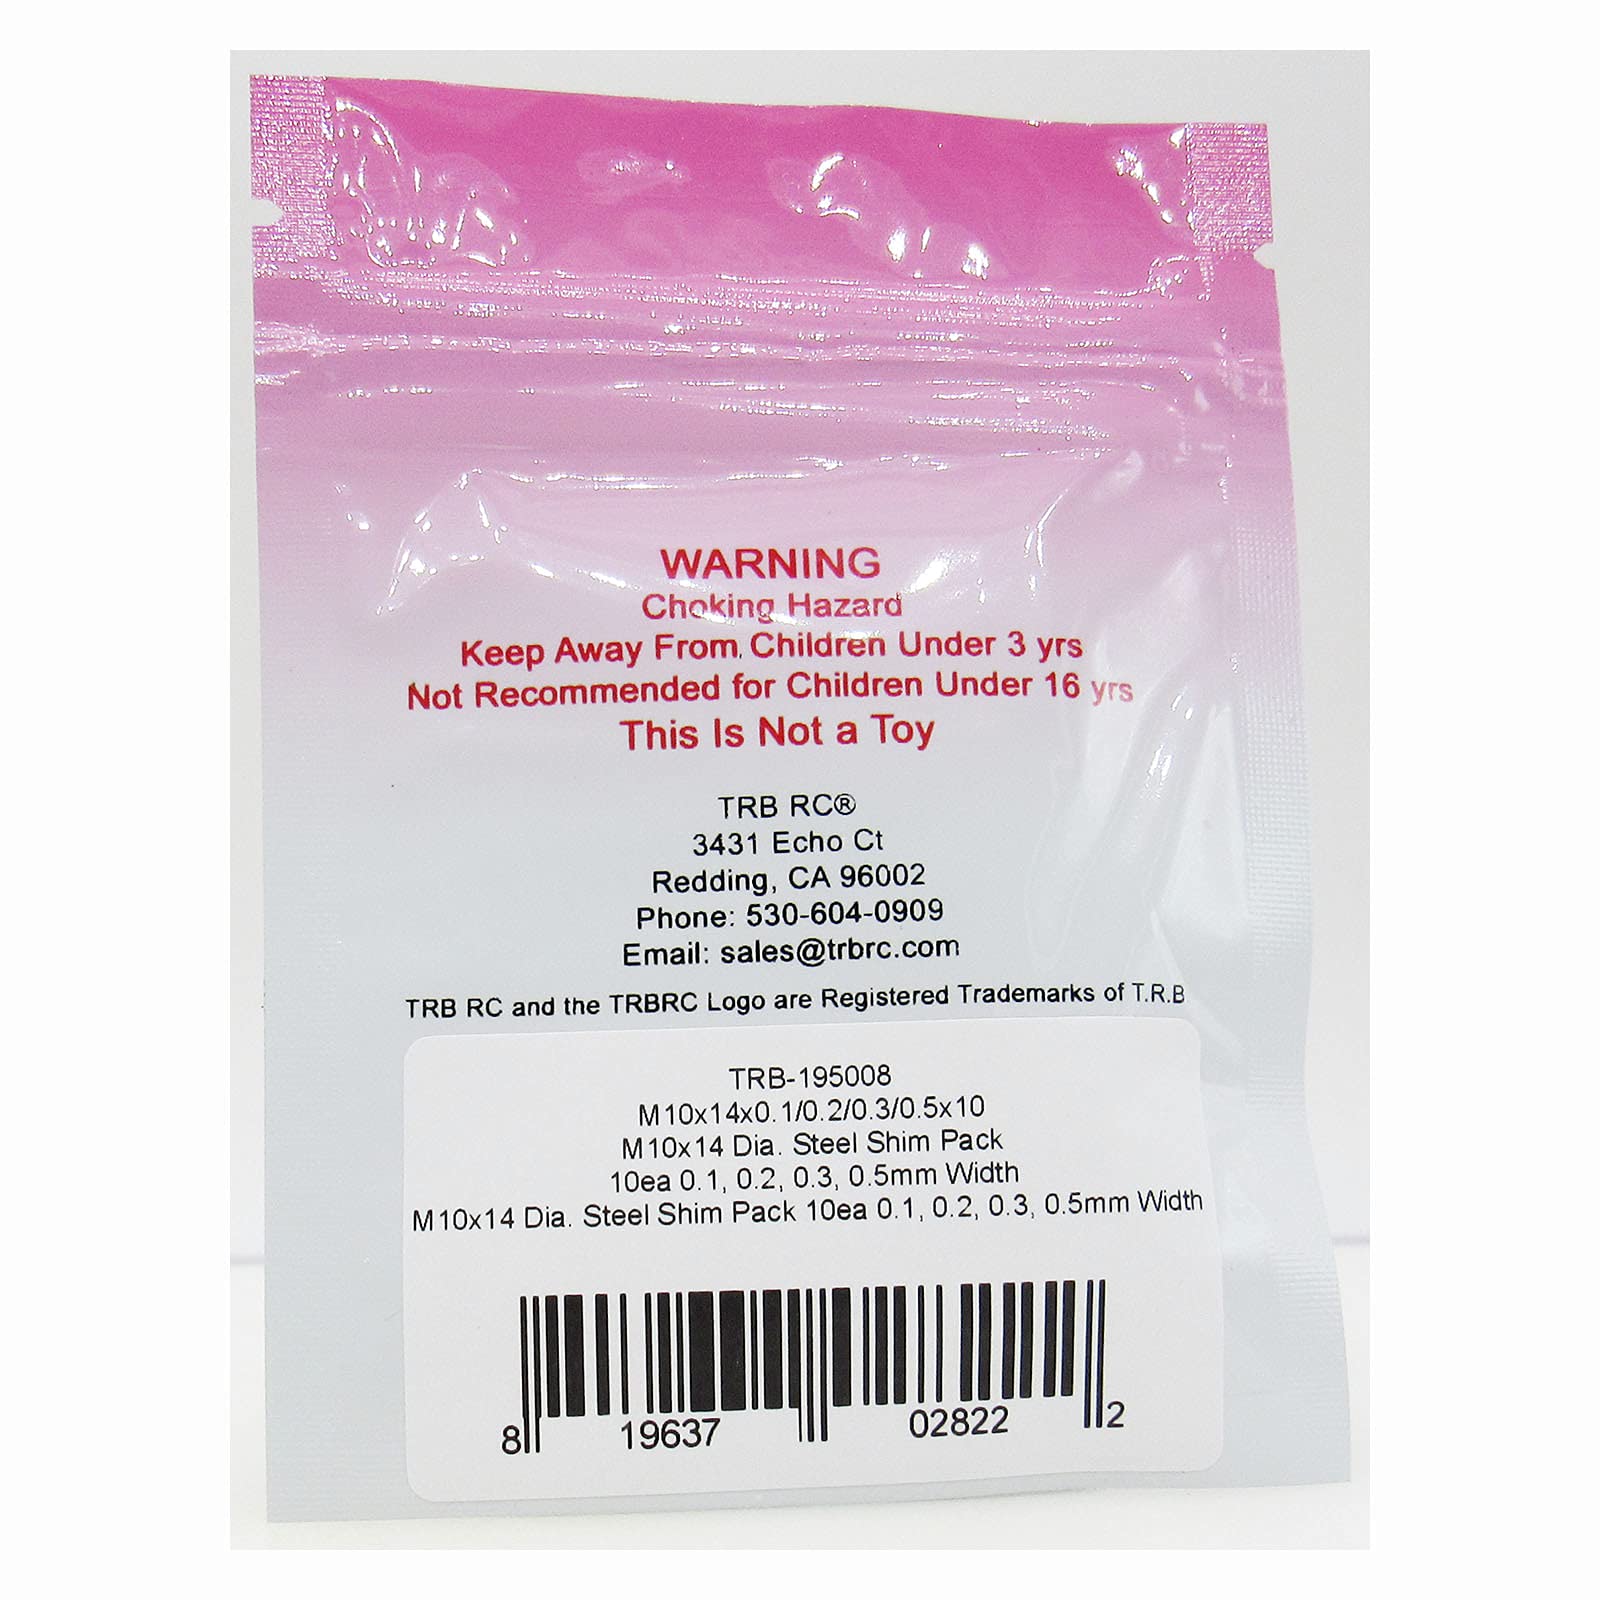 WARNING
Choking Hazard
Keep Away From Children Under 3 yrs
Not Recommended for Children Under 16 yrs
This Is Not a Toy
TRB RC®
3431 Echo Ct
Redding, CA 96002
Phone: 530-604-0909
Email: sales@trbrc.com
TRB RC and the TRBRC Logo are Registered Trademarks of T.R.B
TRB-195008
M10x14x0.1/0.2/0.3/0.5x10
M10x14 Dia. Steel Shim Pack
10ea 0.1, 0.2, 0.3, 0.5mm Width
M10x14 Dia. Steel Shim Pack 10ea 0.1, 0.2, 0.3, 0.5mm Width
8 19637 02822 2